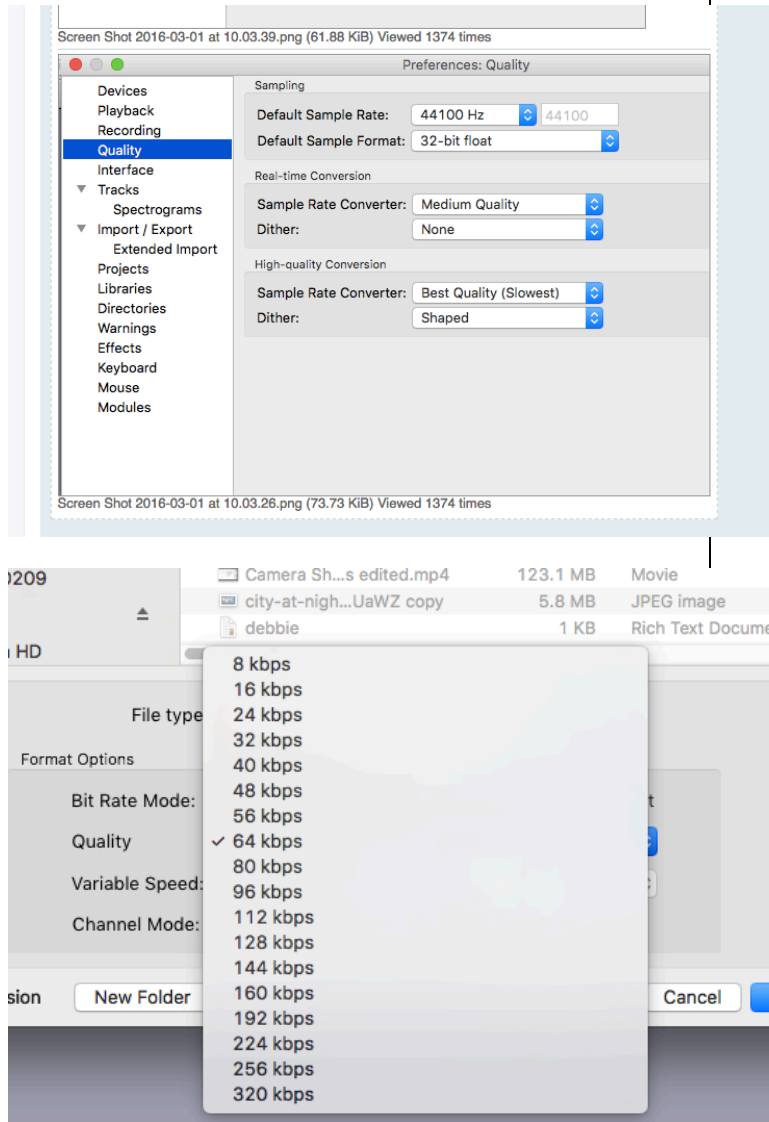 Screen Shot 2016-03-01 at 10.03.39.png (61.88 KiB) Viewed 1374 times
Preferences: Quality
Devices
Playback
Recording
Quality
Interface
Tracks
Spectrograms
Import / Export
Extended Import
Projects
Libraries
Directories
Warnings
Effects
Keyboard
Mouse
Modules
Sampling
Default Sample Rate: 44100 Hz 44100
Default Sample Format: 32-bit float
Real-time Conversion
Sample Rate Converter: Medium Quality
Dither: None
High-quality Conversion
Sample Rate Converter: Best Quality (Slowest)
Dither: Shaped
Screen Shot 2016-03-01 at 10.03.26.png (73.73 KiB) Viewed 1374 times
0209
HD
Camera Sh...s edited.mp4 123.1 MB Movie
city-at-nigh...UaWZ copy 5.8 MB JPEG image
debbie 1 KB Rich Text Docume
File type
Format Options
Bit Rate Mode: t
Quality
Variable Speed:
Channel Mode:
8 kbps
16 kbps
24 kbps
32 kbps
40 kbps
48 kbps
56 kbps
✓ 64 kbps
80 kbps
96 kbps
112 kbps
128 kbps
144 kbps
160 kbps
192 kbps
224 kbps
256 kbps
320 kbps
sion New Folder Cancel